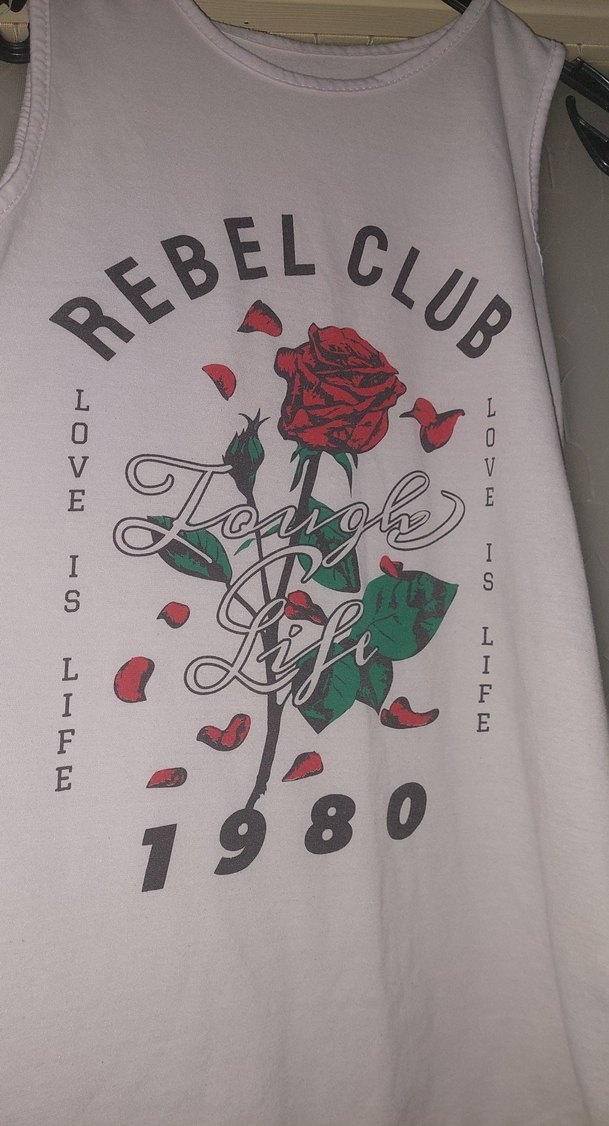 REBEL CLUB
LOVE IS LIFE
Tough
Life
LOVE IS LIFE
1980